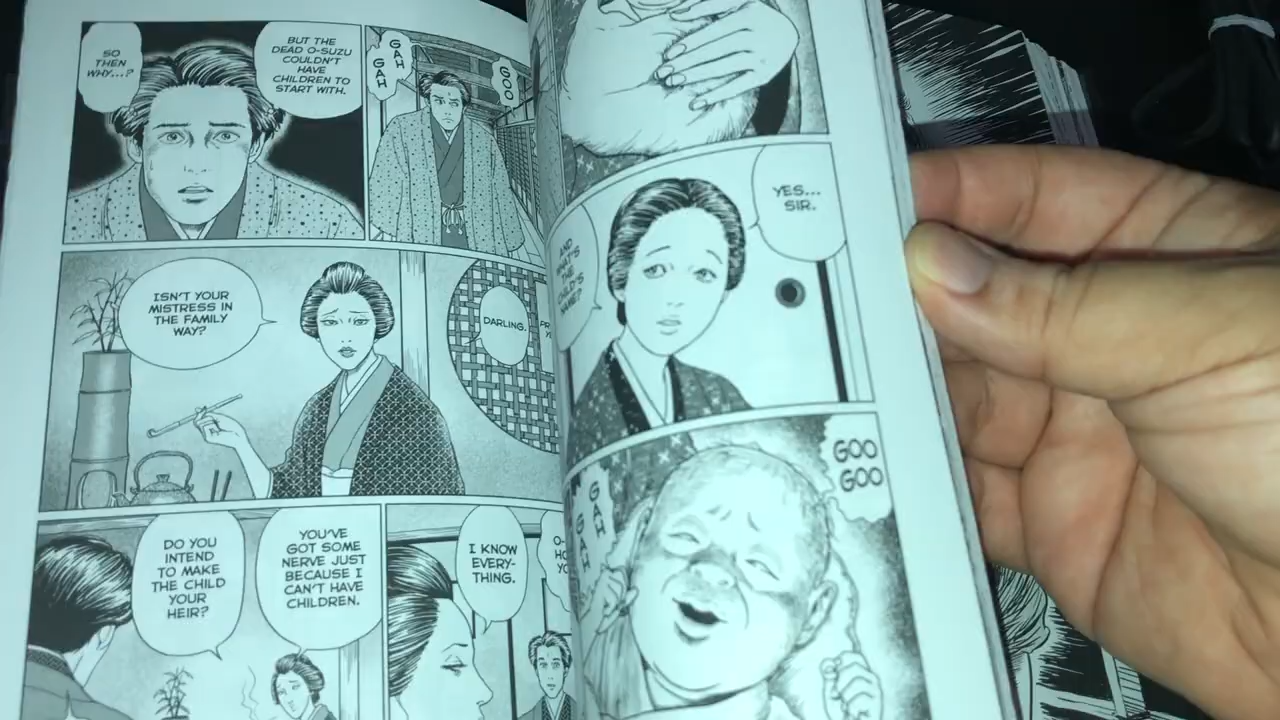 SO
THEN
WHY...?
BUT THE
DEAD O-SUZU
COULDN'T
HAVE
CHILDREN TO
START WITH.
GAH
GAH
GOO
ISN'T YOUR
MISTRESS IN
THE FAMILY
WAY?
DARLING.
DO YOU
INTEND
TO MAKE
THE CHILD
YOUR
HEIR?
YOU'VE
GOT SOME
NERVE JUST
BECAUSE I
CAN'T HAVE
CHILDREN.
I KNOW
EVERY-
THING.
YES...
SIR.
AND
WHAT'S
THE
CHILD'S
NAME?
GOO
GOO
GAH
GAH